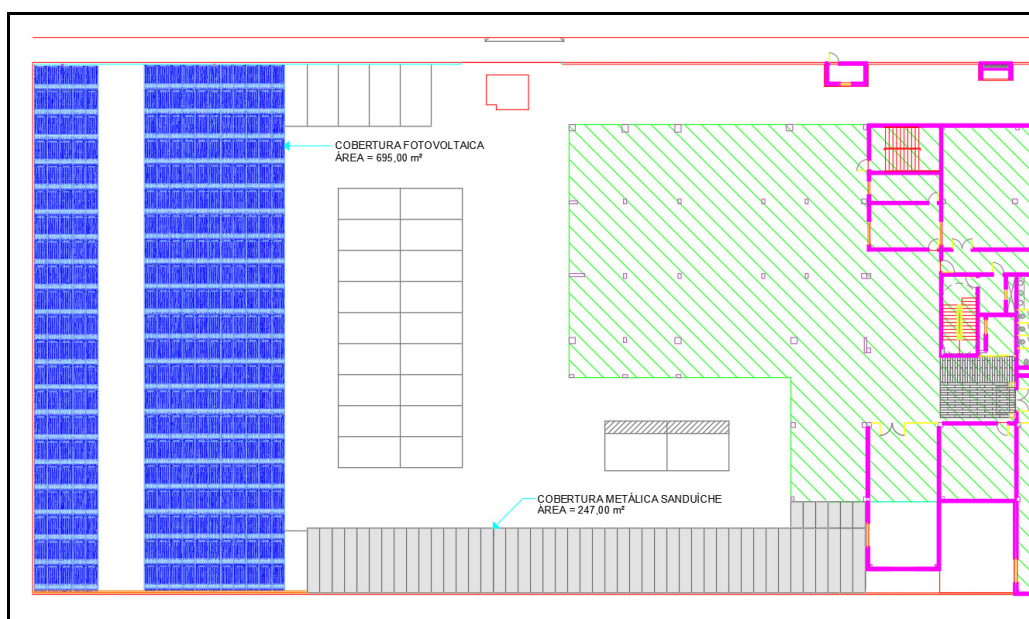 COBERTURA FOTOVOLTAICA
ÁREA = 695,00 m²
COBERTURA METÁLICA SANDUÍCHE
ÁREA = 247,00 m²